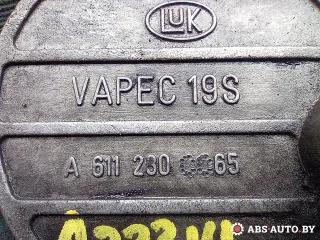 LUK
VAPEC 19S
A 611 230 65
ABS AUTO.BY